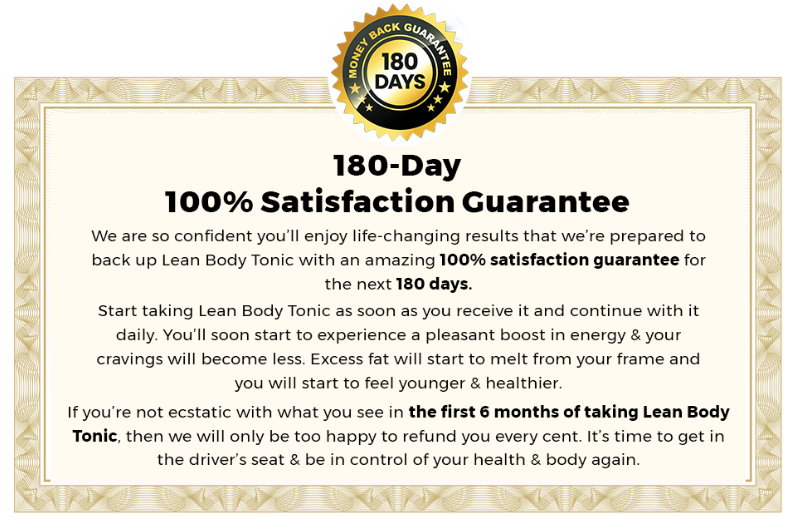 MONEY BACK GUARANTEE
180
DAYS
180-Day
100% Satisfaction Guarantee
We are so confident you’ll enjoy life-changing results that we’re prepared to
back up Lean Body Tonic with an amazing 100% satisfaction guarantee for
the next 180 days.
Start taking Lean Body Tonic as soon as you receive it and continue with it
daily. You’ll soon start to experience a pleasant boost in energy & your
cravings will become less. Excess fat will start to melt from your frame and
you will start to feel younger & healthier.
If you’re not ecstatic with what you see in the first 6 months of taking Lean Body
Tonic, then we will only be too happy to refund you every cent. It’s time to get in
the driver’s seat & be in control of your health & body again.